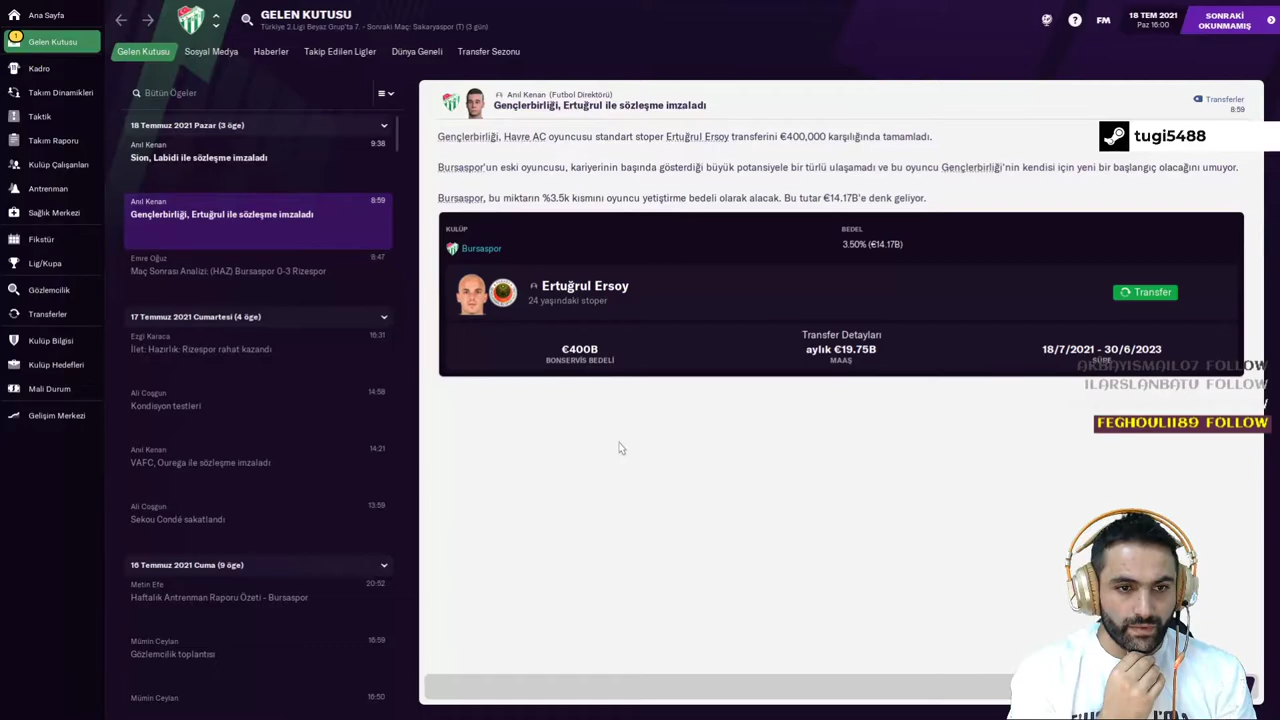 Ana Sayfa
1
Gelen Kutusu
Kadro
Takım Dinamikleri
Taktik
Takım Raporu
Kulüp Çalışanları
Antrenman
Sağlık Merkezi
Fikstür
Lig/Kupa
Gözlemcilik
Transferler
Kulüp Bilgisi
Kulüp Hedefleri
Mali Durum
Gelişim Merkezi
GELEN KUTUSU
Türkiye 2.Ligi Beyaz Grup'ta 7. - Sonraki Maç: Sakaryaspor (T) (3 gün)
FM
18 TEM 2021
Paz 16:00
SONRAKİ
OKUNMAMIŞ
Gelen Kutusu Sosyal Medya Haberler Takip Edilen Ligler Dünya Geneli Transfer Sezonu
Bütün Ögeler
18 Temmuz 2021 Pazar (3 öge)
Anıl Kenan 9:38
Sion, Labidi ile sözleşme imzaladı
Anıl Kenan 8:59
Gençlerbirliği, Ertuğrul ile sözleşme imzaladı
Emre Oğuz 8:47
Maç Sonrası Analizi: (HAZ) Bursaspor 0-3 Rizespor
17 Temmuz 2021 Cumartesi (4 öge)
Ezgi Karaca 16:31
İlet: Hazırlık: Rizespor rahat kazandı
Ali Coşgun 14:58
Kondisyon testleri
Anıl Kenan 14:21
VAFC, Ourega ile sözleşme imzaladı
Ali Coşgun 13:59
Sekou Condé sakatlandı
16 Temmuz 2021 Cuma (9 öge)
Metin Efe 20:52
Haftalık Antrenman Raporu Özeti - Bursaspor
Mümin Ceylan 16:59
Gözlemcilik toplantısı
Mümin Ceylan 16:50
Anıl Kenan (Futbol Direktörü)
Gençlerbirliği, Ertuğrul ile sözleşme imzaladı
Transferler
8:59
Gençlerbirliği, Havre AC oyuncusu standart stoper Ertuğrul Ersoy transferini €400,000 karşılığında tamamladı.
Bursaspor'un eski oyuncusu, kariyerinin başında gösterdiği büyük potansiyele bir türlü ulaşamadı ve bu oyuncu Gençlerbirliği'nin kendisi için yeni bir başlangıç olacağını umuyor.
Bursaspor, bu miktarın %3.5k kısmını oyuncu yetiştirme bedeli olarak alacak. Bu tutar €14.17B'e denk geliyor.
KULÜP BEDEL
Bursaspor 3.50% (€14.17B)
Ertuğrul Ersoy
24 yaşındaki stoper
Transfer
Transfer Detayları
€400B aylık €19.75B 18/7/2021 - 30/6/2023
BONSERVİS BEDELİ MAAŞ SÜRE
tugi5488
AKBAYISMAIL07 FOLLOW
ILARSLANBATU FOLLOW
FEGHOULI189 FOLLOW